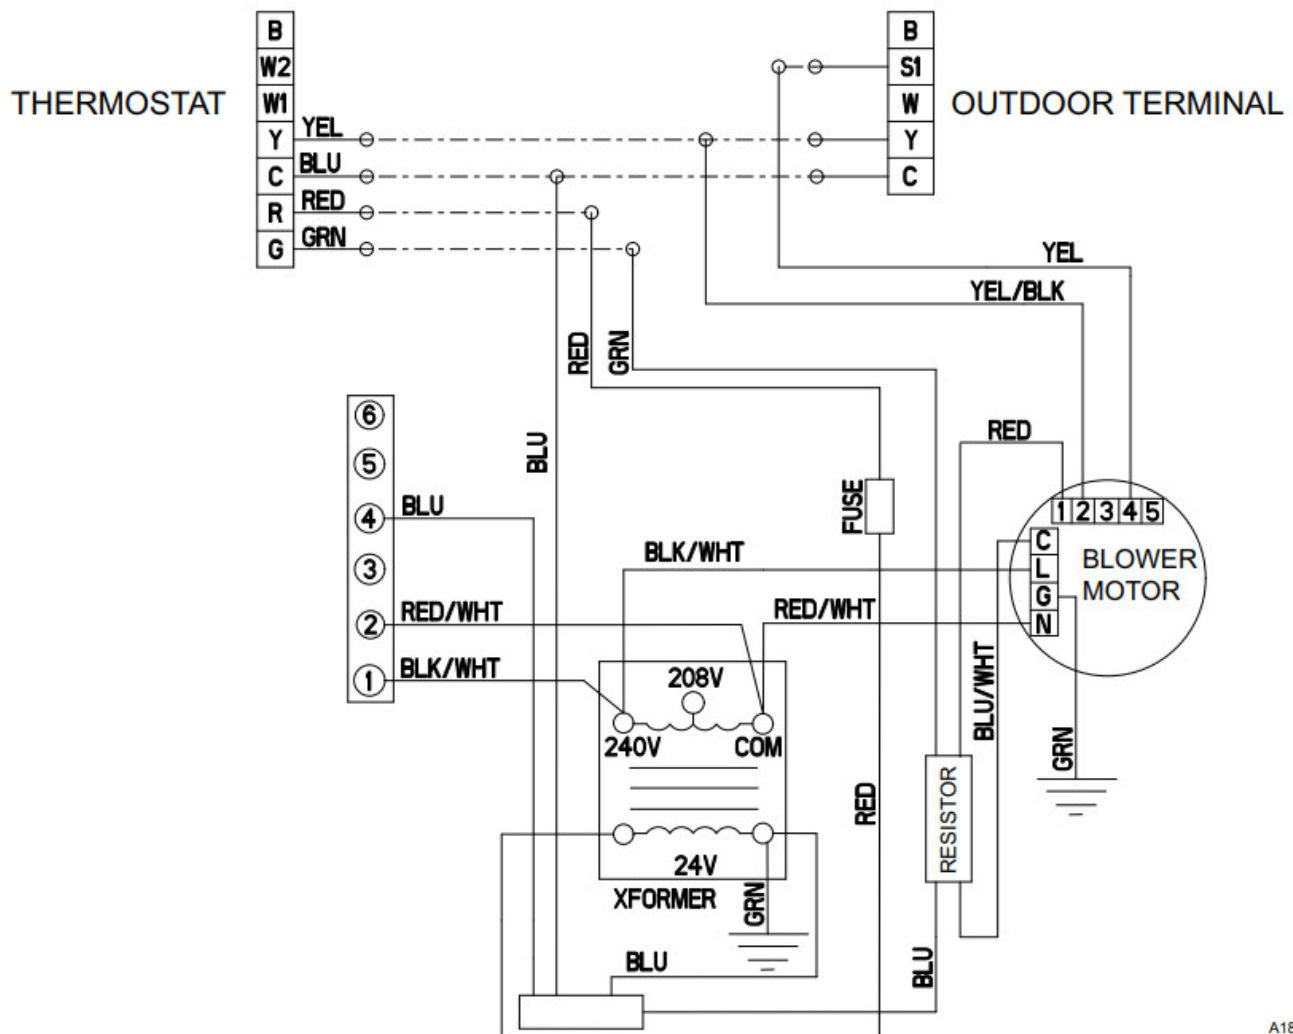 B
W2
THERMOSTAT
W1
Y
YEL
C
BLU
R
RED
G
GRN
B
S1
W
OUTDOOR TERMINAL
Y
C
YEL
YEL/BLK
RED
GRN
BLU
6
5
4
BLU
3
2
RED/WHT
1
BLK/WHT
FUSE
RED
1 2 3 4 5
C
L
G
N
BLOWER
MOTOR
BLK/WHT
RED/WHT
BLU/WHT
GRN
208V
240V
COM
24V
XFORMER
GRN
RED
RESISTOR
BLU
BLU
A18